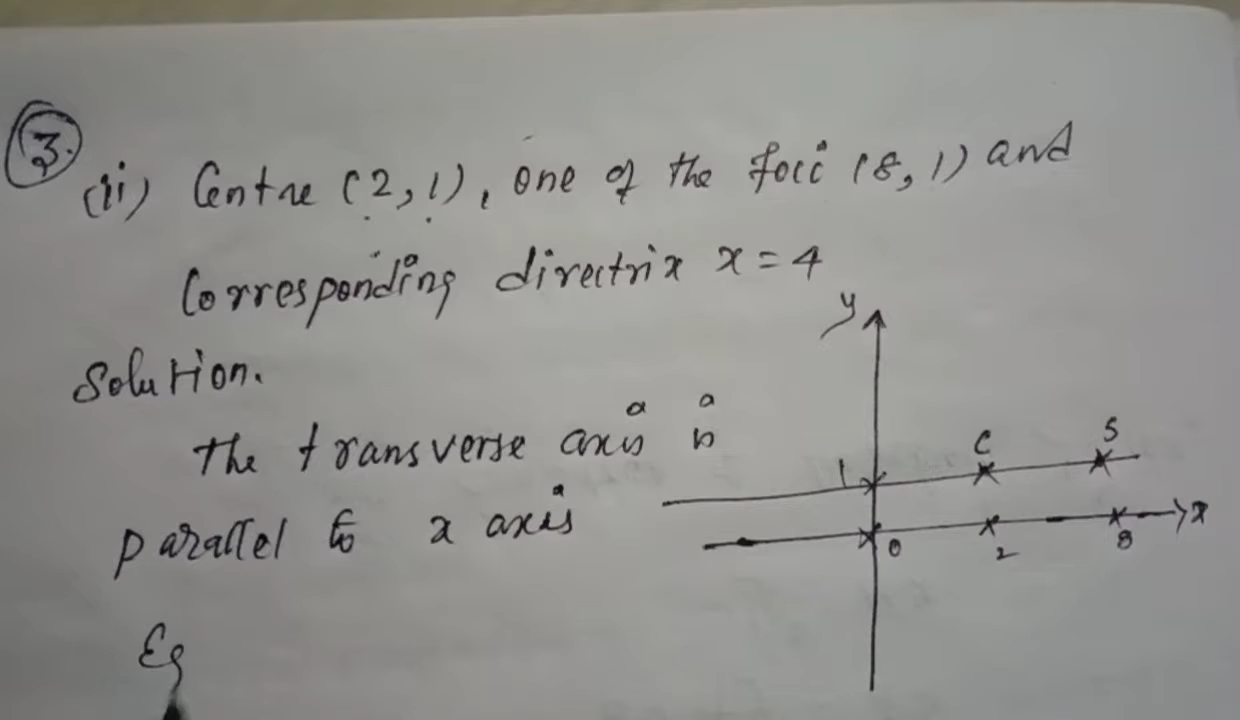 3.
(ii) Centre (2,1), one of the foci (8,1) and
Corresponding directrix x=4
Solution.
The transverse axis is
parallel to x axis
Eq
y
1
C
S
x
0
2
8